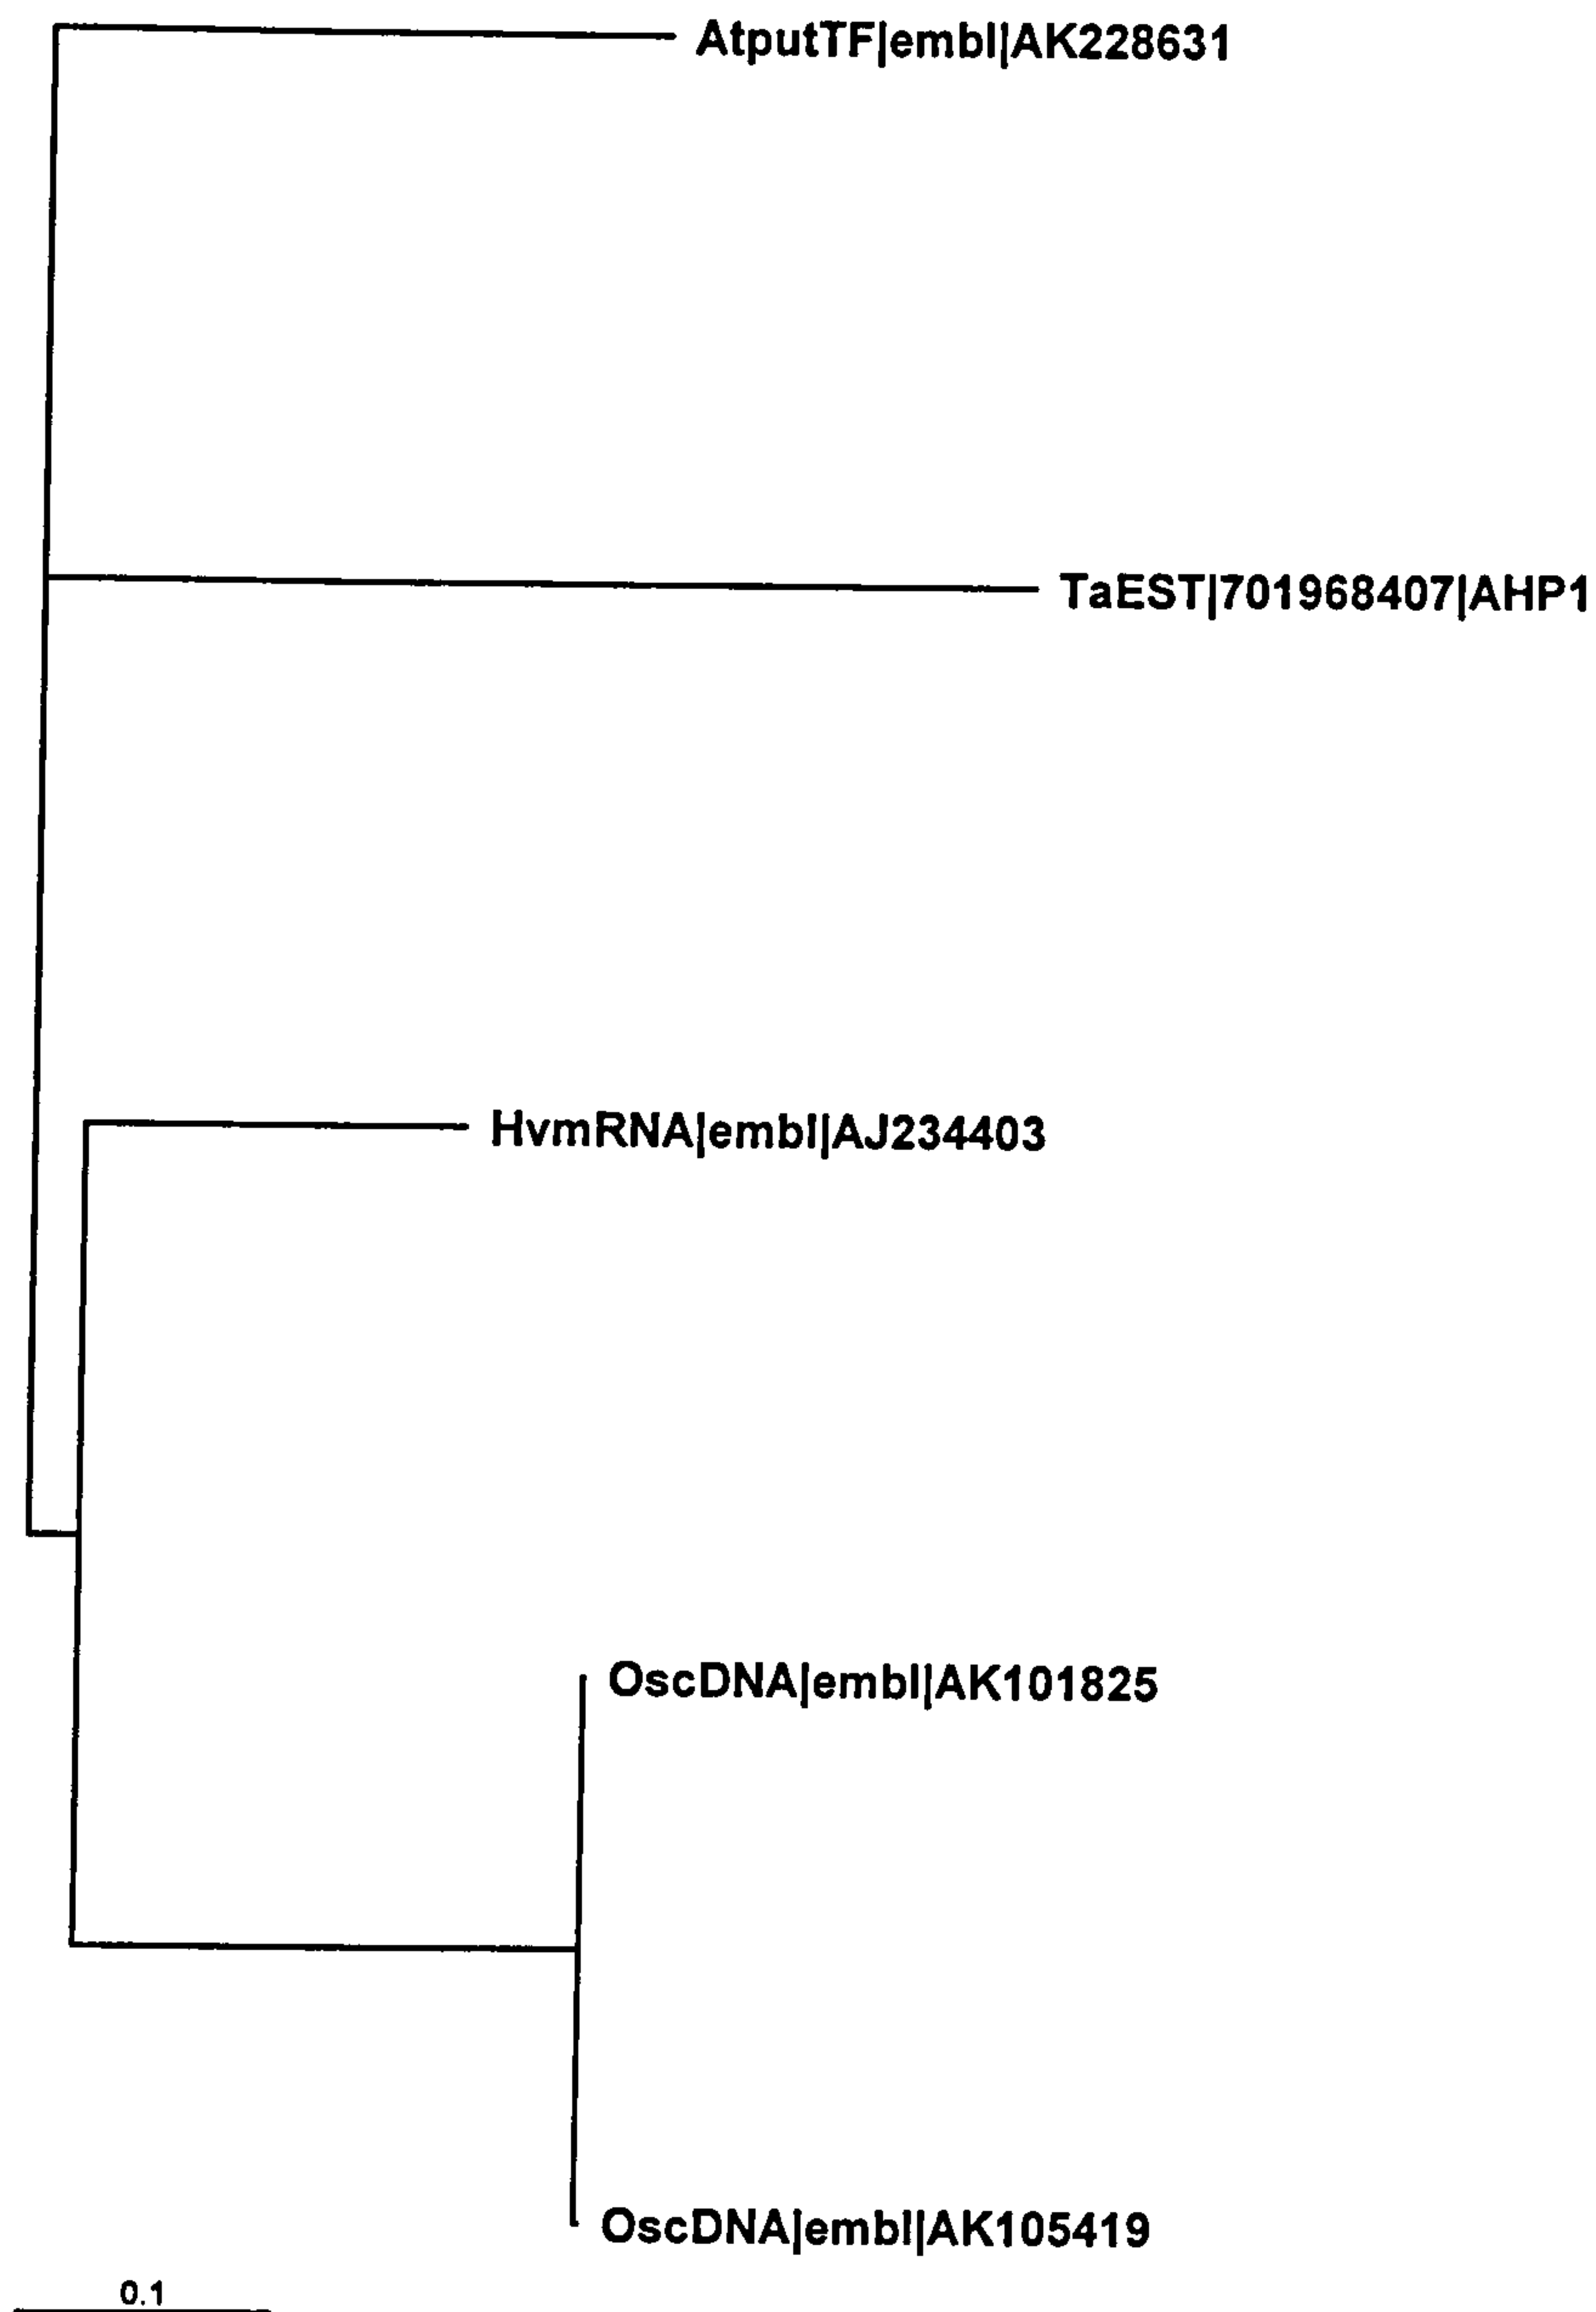 AtputTF|embl|AK228631
TaEST|701968407|AHP1
HvmRNA|embl|AJ234403
OscDNA|embl|AK101825
OscDNA|embl|AK105419
0.1